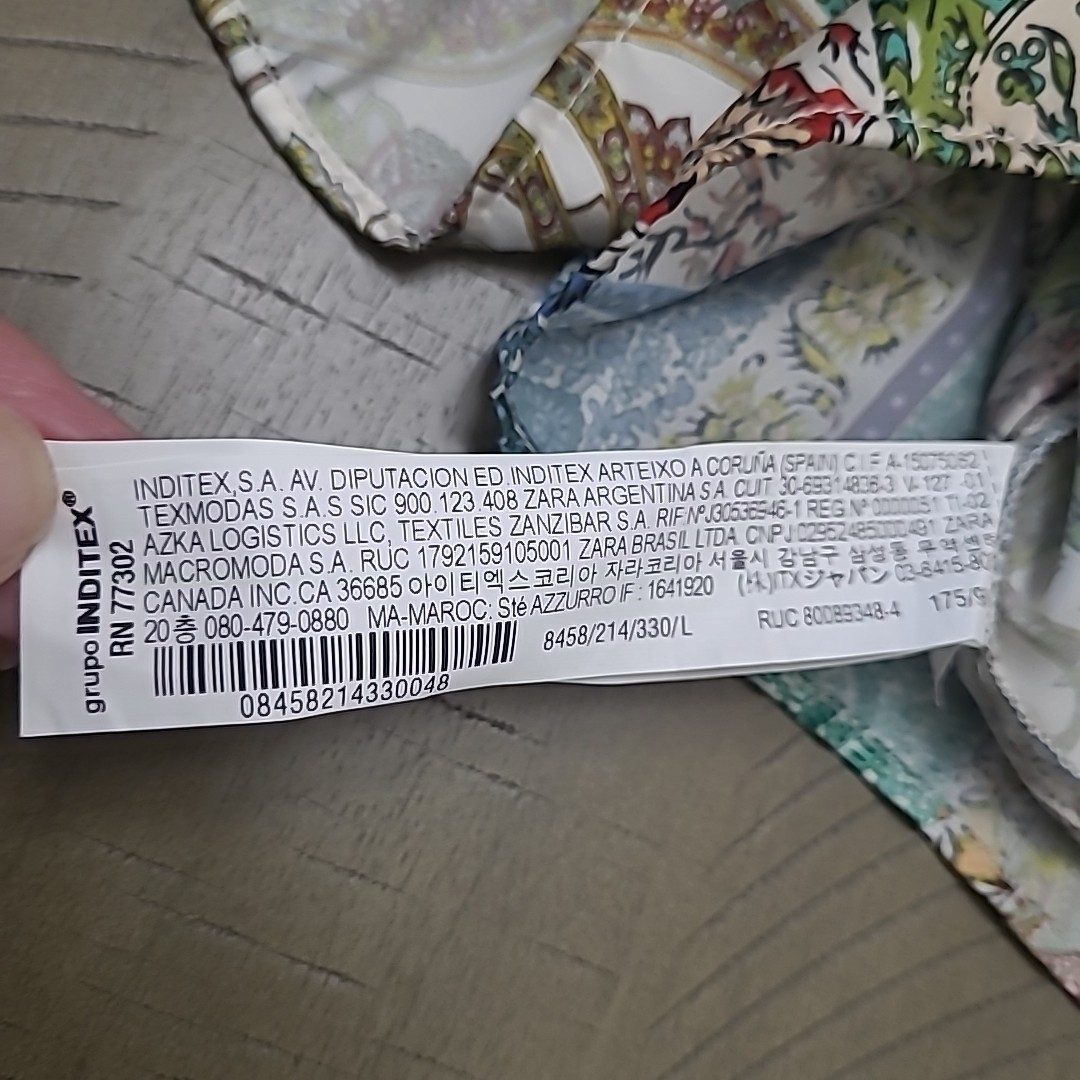 grupo INDITEX®
RN 77302
INDITEX,S.A. AV. DIPUTACION ED.INDITEX ARTEIXO A CORUÑA (SPAIN) C I F A-15075062
TEXMODAS S.A.S SIC 900.123.408 ZARA ARGENTINA S.A. CUIT 30-69314836-3 V-127
AZKA LOGISTICS LLC, TEXTILES ZANZIBAR S.A. RIF.Nº J30536946-1 REG Nº
MACROMODA S.A. RUC 1792159105001 ZARA BRASIL LTDA. CNPJ ZARA
CANADA INC.CA 36685 아이티엑스코리아 자라코리아 서울시 강남구 삼성동
20층 080-479-0880 MA-MAROC: Sté AZZURRO IF : 1641920 (株)ITXジャパン
8458/214/330/L RUC 80089348-4
08458214330048